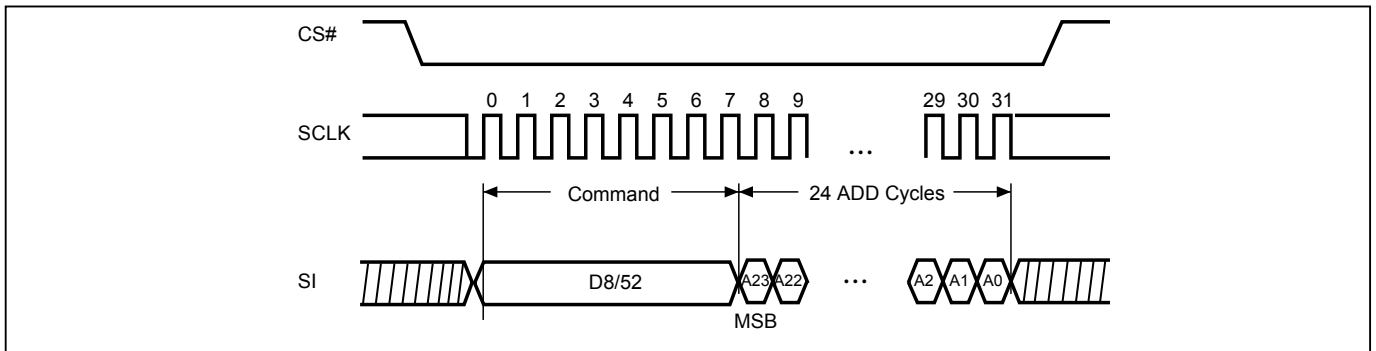 CS#
0 1 2 3 4 5 6 7 8 9 29 30 31
SCLK
...
Command 24 ADD Cycles
SI D8/52 A23 A22 ... A2 A1 A0
MSB